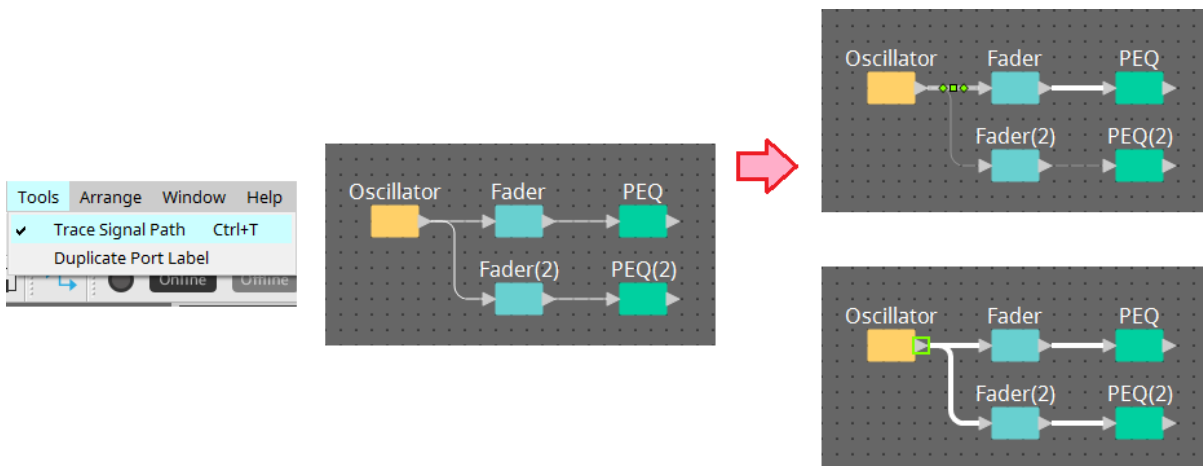 Tools Arrange Window Help
✔ Trace Signal Path Ctrl+T
Duplicate Port Label
Online Offline
Oscillator Fader PEQ
Fader(2) PEQ(2)
Oscillator Fader PEQ
Fader(2) PEQ(2)
Oscillator Fader PEQ
Fader(2) PEQ(2)